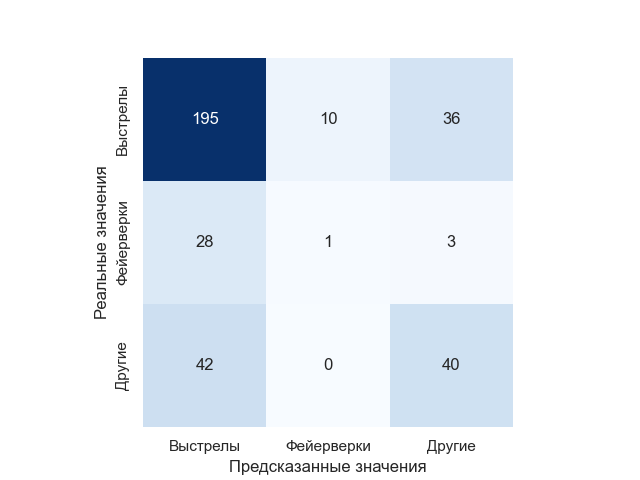 Реальные значения
Выстрелы
195 10 36
Фейерверки
28 1 3
Другие
42 0 40
Выстрелы Фейерверки Другие
Предсказанные значения